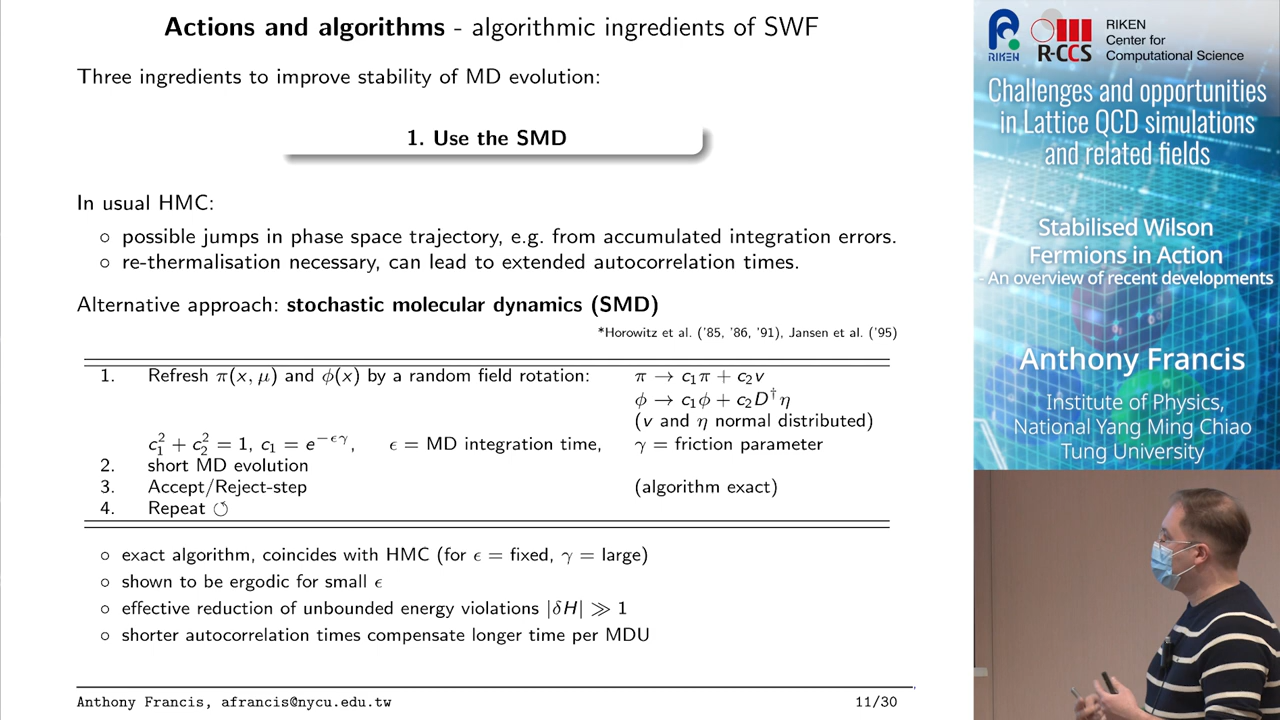 Actions and algorithms - algorithmic ingredients of SWF
Three ingredients to improve stability of MD evolution:
1. Use the SMD
In usual HMC:
○ possible jumps in phase space trajectory, e.g. from accumulated integration errors.
○ re-thermalisation necessary, can lead to extended autocorrelation times.
Alternative approach: stochastic molecular dynamics (SMD)
*Horowitz et al. ('85, '86, '91), Jansen et al. ('95)
1. Refresh π(x, μ) and ϕ(x) by a random field rotation: π → c₁π + c₂v
ϕ → c₁ϕ + c₂D†η
(v and η normal distributed)
c₁² + c₂² = 1, c₁ = e^{−ϵγ}, ϵ = MD integration time, γ = friction parameter
2. short MD evolution
3. Accept/Reject-step (algorithm exact)
4. Repeat ↺
○ exact algorithm, coincides with HMC (for ϵ = fixed, γ = large)
○ shown to be ergodic for small ϵ
○ effective reduction of unbounded energy violations |δH| ≫ 1
○ shorter autocorrelation times compensate longer time per MDU
Anthony Francis, afrancis@nycu.edu.tw 11/30
RIKEN
R-CCS
RIKEN
Center for
Computational Science
Challenges and opportunities
in Lattice QCD simulations
and related fields
Stabilised Wilson
Fermions in Action
- An overview of recent developments
Anthony Francis
Institute of Physics,
National Yang Ming Chiao
Tung University